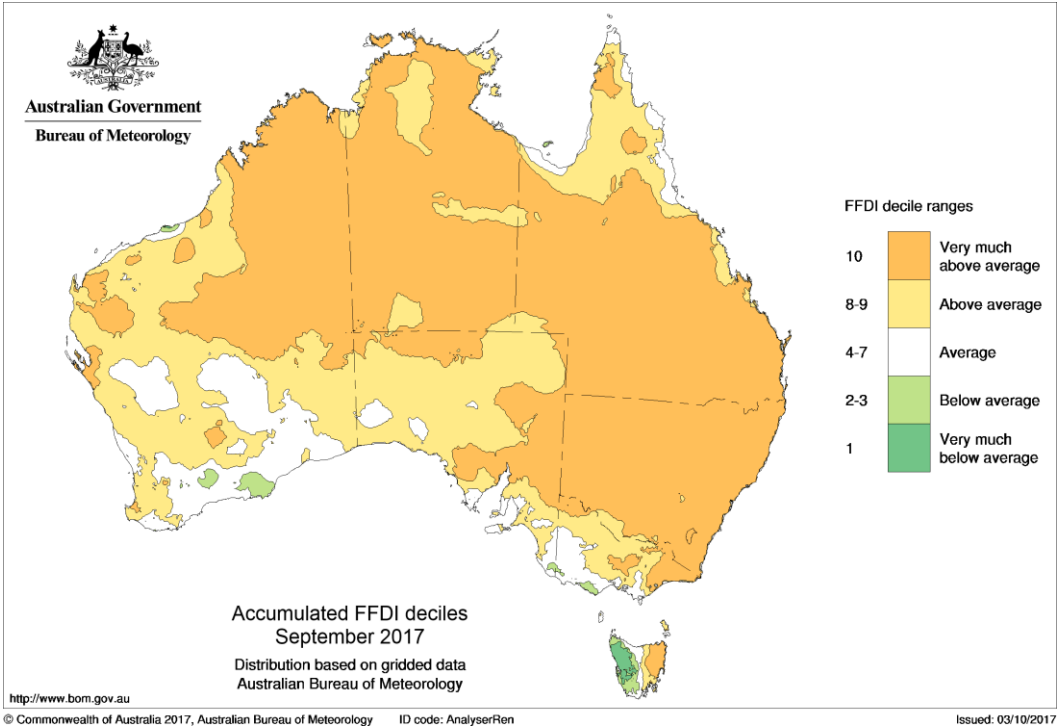 Australian Government
Bureau of Meteorology
FFDI decile ranges
10 Very much above average
8-9 Above average
4-7 Average
2-3 Below average
1 Very much below average
Accumulated FFDI deciles
September 2017
Distribution based on gridded data
Australian Bureau of Meteorology
http://www.bom.gov.au
© Commonwealth of Australia 2017, Australian Bureau of Meteorology ID code: AnalyserRen Issued: 03/10/2017